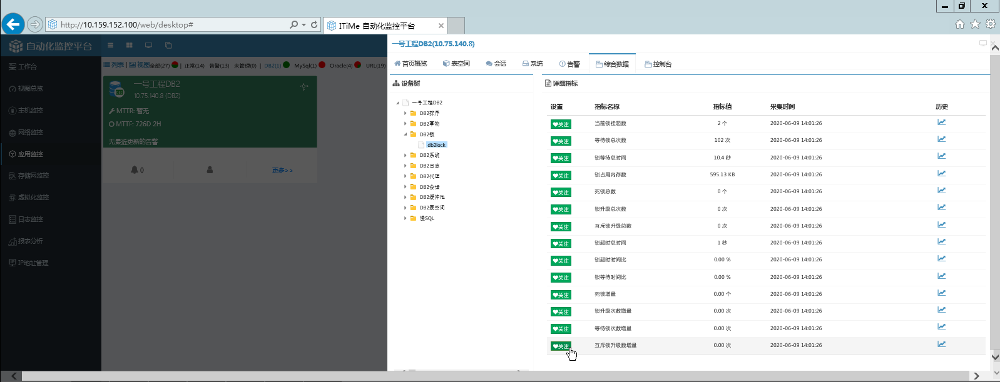 http://10.159.152.100/web/desktop#
ITiMe 自动化监控平台
自动化监控平台
工作台
视图总览
主机监控
网络监控
应用监控
存储网监控
虚拟化监控
日志监控
报表分析
IP地址管理
列表 | 视图 全部(27) | 正常(14) 告警(13) 未管理(0) | DB2(1) MySql(1) Oracle(4) URL(19)
一号工程DB2
10.75.140.8 (DB2)
MTTR: 暂无
MTTF: 726D 2H
无最近更新的告警
0 更多>>
一号工程DB2(10.75.140.8)
首页概览 表空间 会话 系统 告警 综合数据 控制台
设备树
一号工程DB2
DB2排序
DB2事物
DB2锁
db2lock
DB2系统
DB2日志
DB2代理
DB2会话
DB2缓冲池
DB2表空间
慢SQL
详细指标
设置 指标名称 指标值 采集时间 历史
关注 当前锁挂起数 2 个 2020-06-09 14:01:26
关注 等待锁总次数 102 次 2020-06-09 14:01:26
关注 锁等待总时间 10.4 秒 2020-06-09 14:01:26
关注 锁占用内存数 595.13 KB 2020-06-09 14:01:26
关注 死锁总数 0 个 2020-06-09 14:01:26
关注 锁升级总次数 0 次 2020-06-09 14:01:26
关注 互斥锁升级总数 0 次 2020-06-09 14:01:26
关注 锁超时总时间 1 秒 2020-06-09 14:01:26
关注 锁超时时间比 0.00 % 2020-06-09 14:01:26
关注 锁等待时间比 0.00 % 2020-06-09 14:01:26
关注 死锁增量 0.00 个 2020-06-09 14:01:26
关注 锁升级次数增量 0.00 次 2020-06-09 14:01:26
关注 等待锁次数增量 0.00 次 2020-06-09 14:01:26
关注 互斥锁升级数增量 0.00 次 2020-06-09 14:01:26